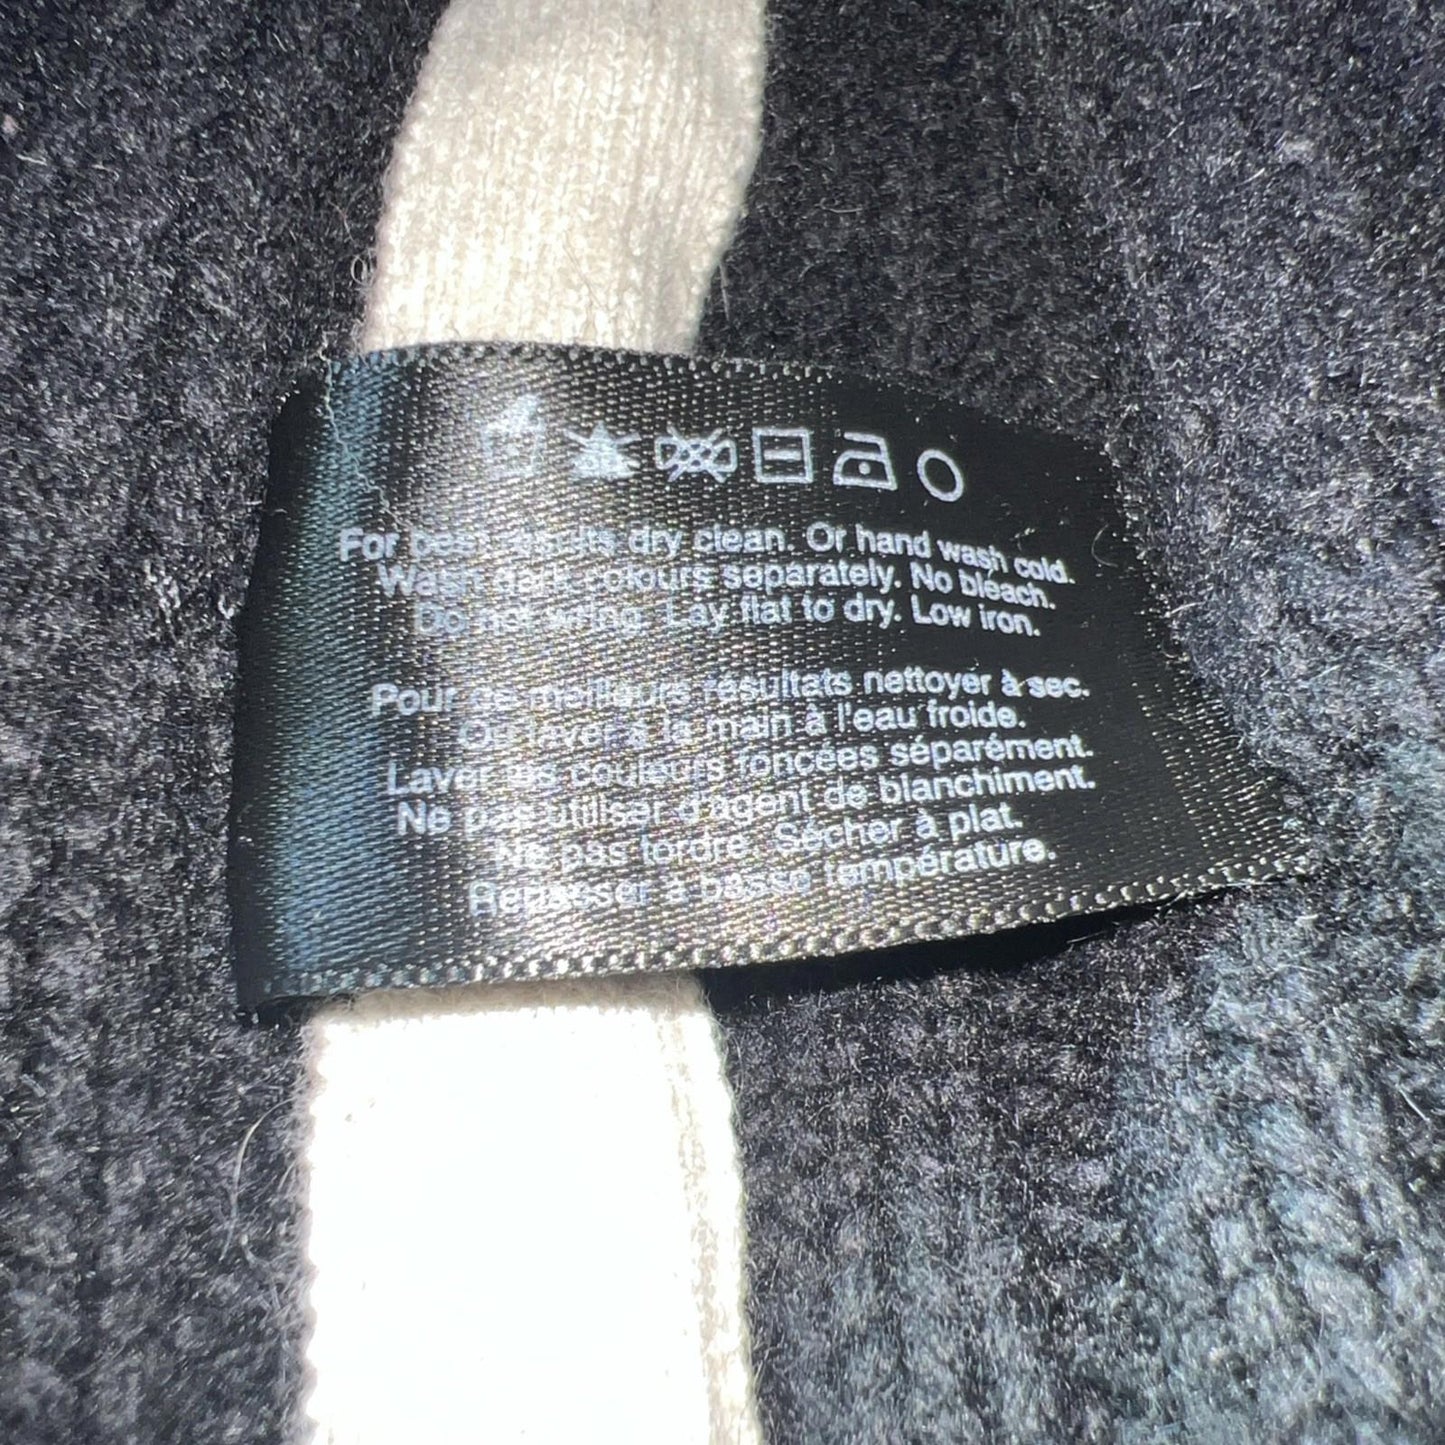 For best results dry clean. Or hand wash cold.
Wash dark colours separately. No bleach.
Do not wring. Lay flat to dry. Low iron.
Pour de meilleurs résultats nettoyer à sec.
Ou laver à la main à l'eau froide.
Laver les couleurs foncées séparément.
Ne pas utiliser d'agent de blanchiment.
Ne pas tordre. Sécher à plat.
Repasser à basse température.